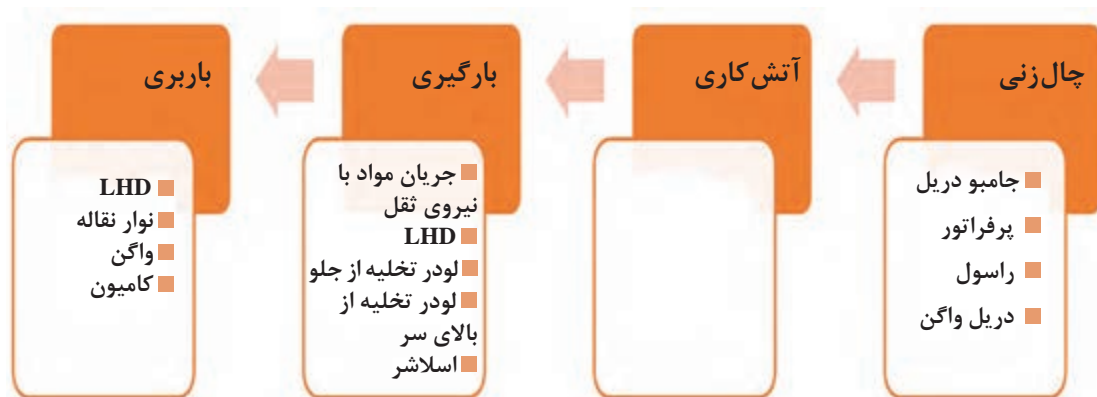 چال‌زنی
جامبو دریل
پرفراتور
راسول
دریل واگن
آتش‌کاری
بارگیری
جریان مواد با
نیروی ثقل
LHD
لودر تخلیه از جلو
لودر تخلیه از
بالای سر
اسلاشر
باربری
LHD
نوار نقاله
واگن
کامیون